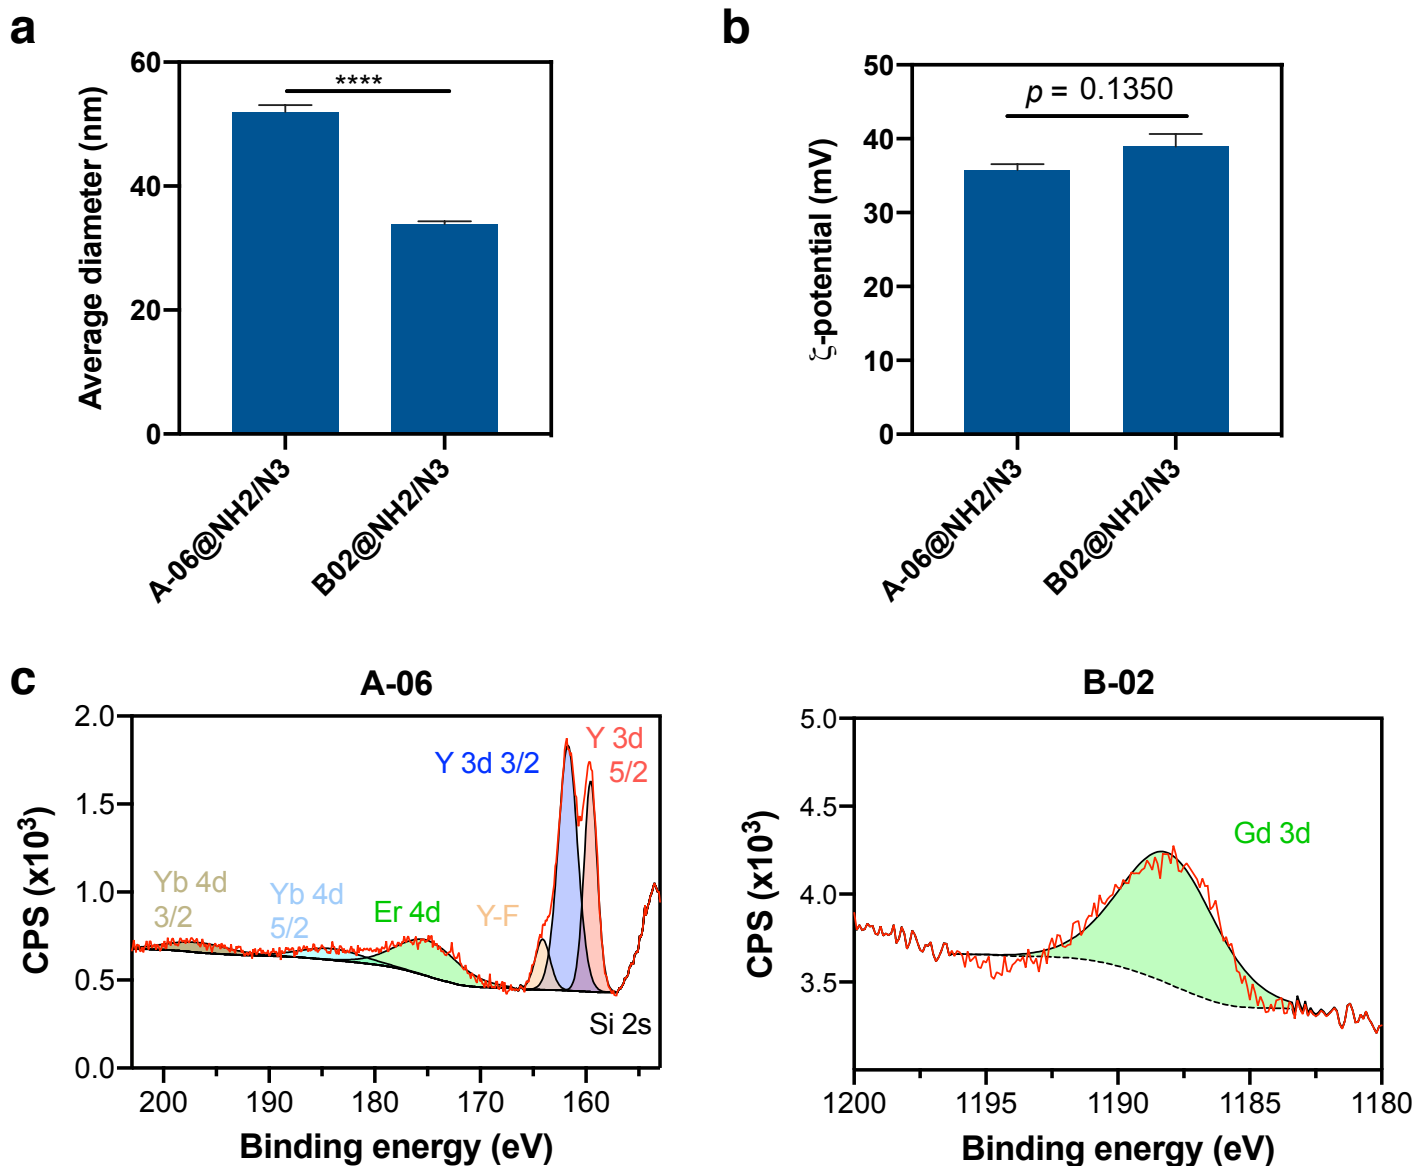 a
60
40
20
0
Average diameter (nm)
****
A-06@NH2/N3
B02@NH2/N3
b
50
40
30
20
10
0
ζ-potential (mV)
p = 0.1350
A-06@NH2/N3
B02@NH2/N3
c
A-06
2.0
1.5
1.0
0.5
0.0
CPS (x10³)
Yb 4d
3/2
Yb 4d
5/2
Er 4d
Y-F
Y 3d 3/2
Y 3d
5/2
Si 2s
200 190 180 170 160
Binding energy (eV)
B-02
5.0
4.5
4.0
3.5
CPS (x10³)
Gd 3d
1200 1195 1190 1185 1180
Binding energy (eV)